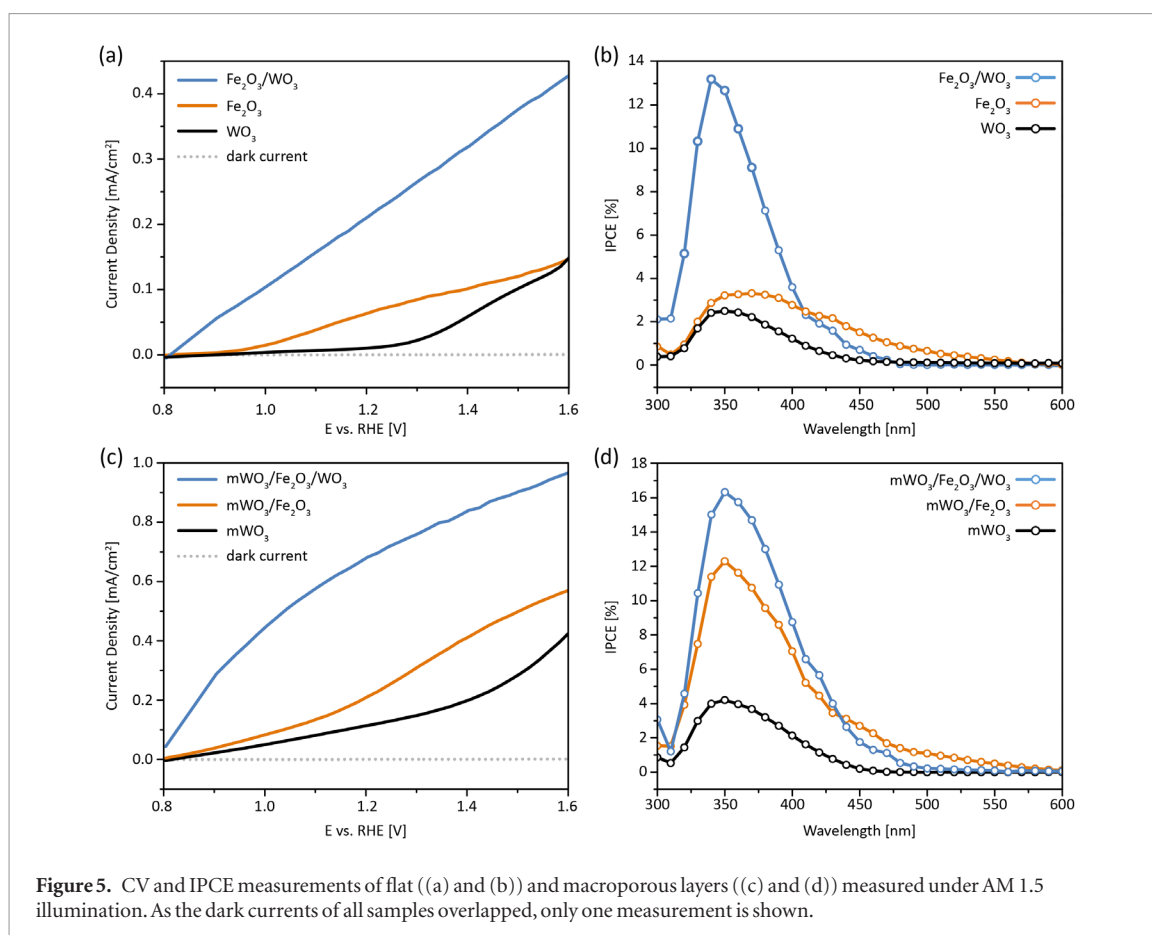 (a)
Fe₂O₃/WO₃
Fe₂O₃
WO₃
dark current
0.4
0.3
0.2
0.1
0.0
Current Density [mA/cm²]
0.8 1.0 1.2 1.4 1.6
E vs. RHE [V]
(b)
Fe₂O₃/WO₃
Fe₂O₃
WO₃
14
12
10
8
6
4
2
0
IPCE [%]
300 350 400 450 500 550 600
Wavelength [nm]
(c)
mWO₃/Fe₂O₃/WO₃
mWO₃/Fe₂O₃
mWO₃
dark current
1.0
0.8
0.6
0.4
0.2
0.0
Current Density [mA/cm²]
0.8 1.0 1.2 1.4 1.6
E vs. RHE [V]
(d)
mWO₃/Fe₂O₃/WO₃
mWO₃/Fe₂O₃
mWO₃
18
16
14
12
10
8
6
4
2
0
IPCE [%]
300 350 400 450 500 550 600
Wavelength [nm]
Figure 5. CV and IPCE measurements of flat ((a) and (b)) and macroporous layers ((c) and (d)) measured under AM 1.5
illumination. As the dark currents of all samples overlapped, only one measurement is shown.